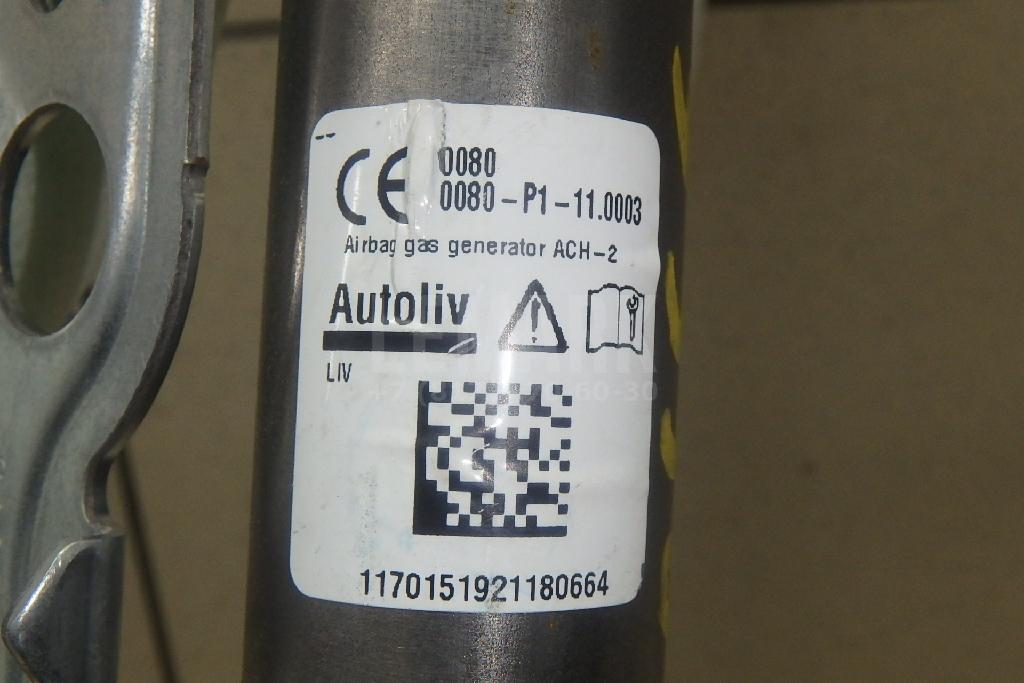 CE 0080
0080-P1-11.0003
Airbag gas generator ACH-2
Autoliv
LIV
1170151921180664